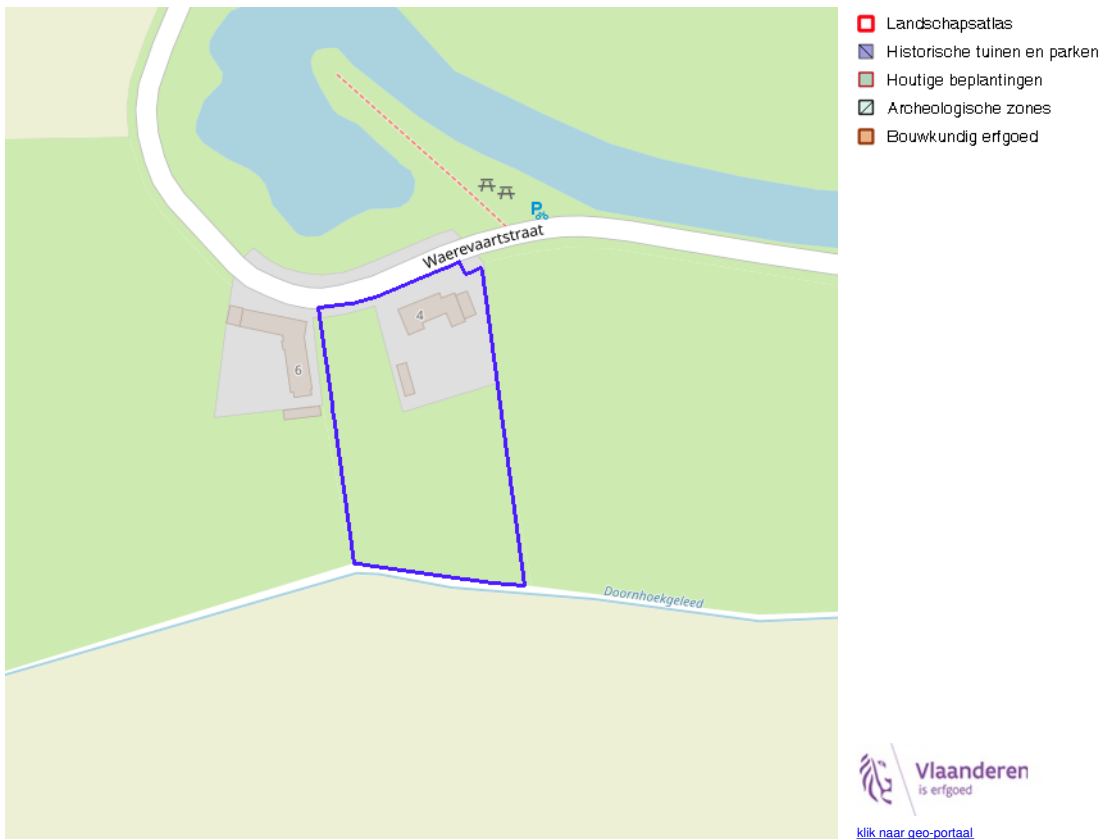 Landschapsatlas
Historische tuinen en parken
Houtige beplantingen
Archeologische zones
Bouwkundig erfgoed
P
Waerevaartstraat
4
6
Doornhoekgeleed
Vlaanderen
is erfgoed
klik naar geo-portaal